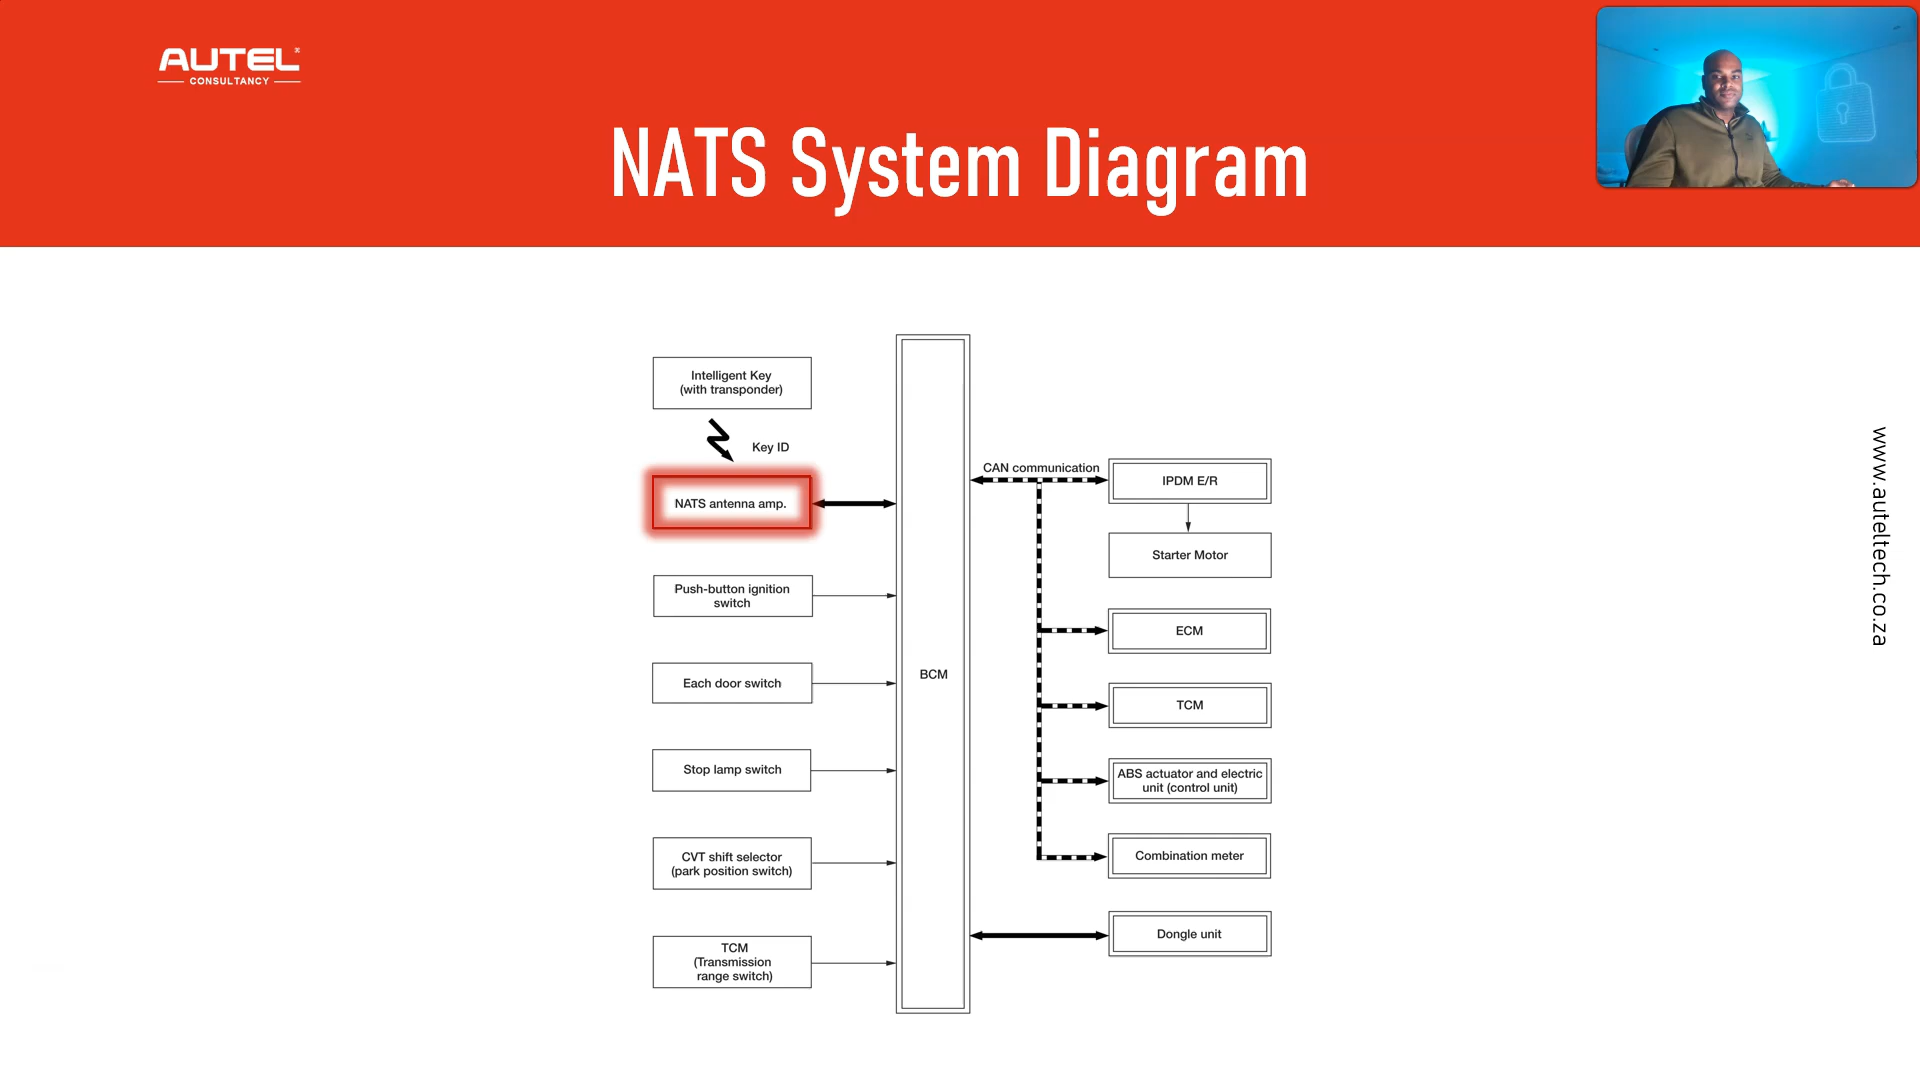 AUTEL
CONSULTANCY
NATS System Diagram
Intelligent Key
(with transponder)
Key ID
NATS antenna amp.
Push-button ignition
switch
Each door switch
Stop lamp switch
CVT shift selector
(park position switch)
TCM
(Transmission
range switch)
BCM
CAN communication
IPDM E/R
Starter Motor
ECM
TCM
ABS actuator and electric
unit (control unit)
Combination meter
Dongle unit
www.auteltech.co.za